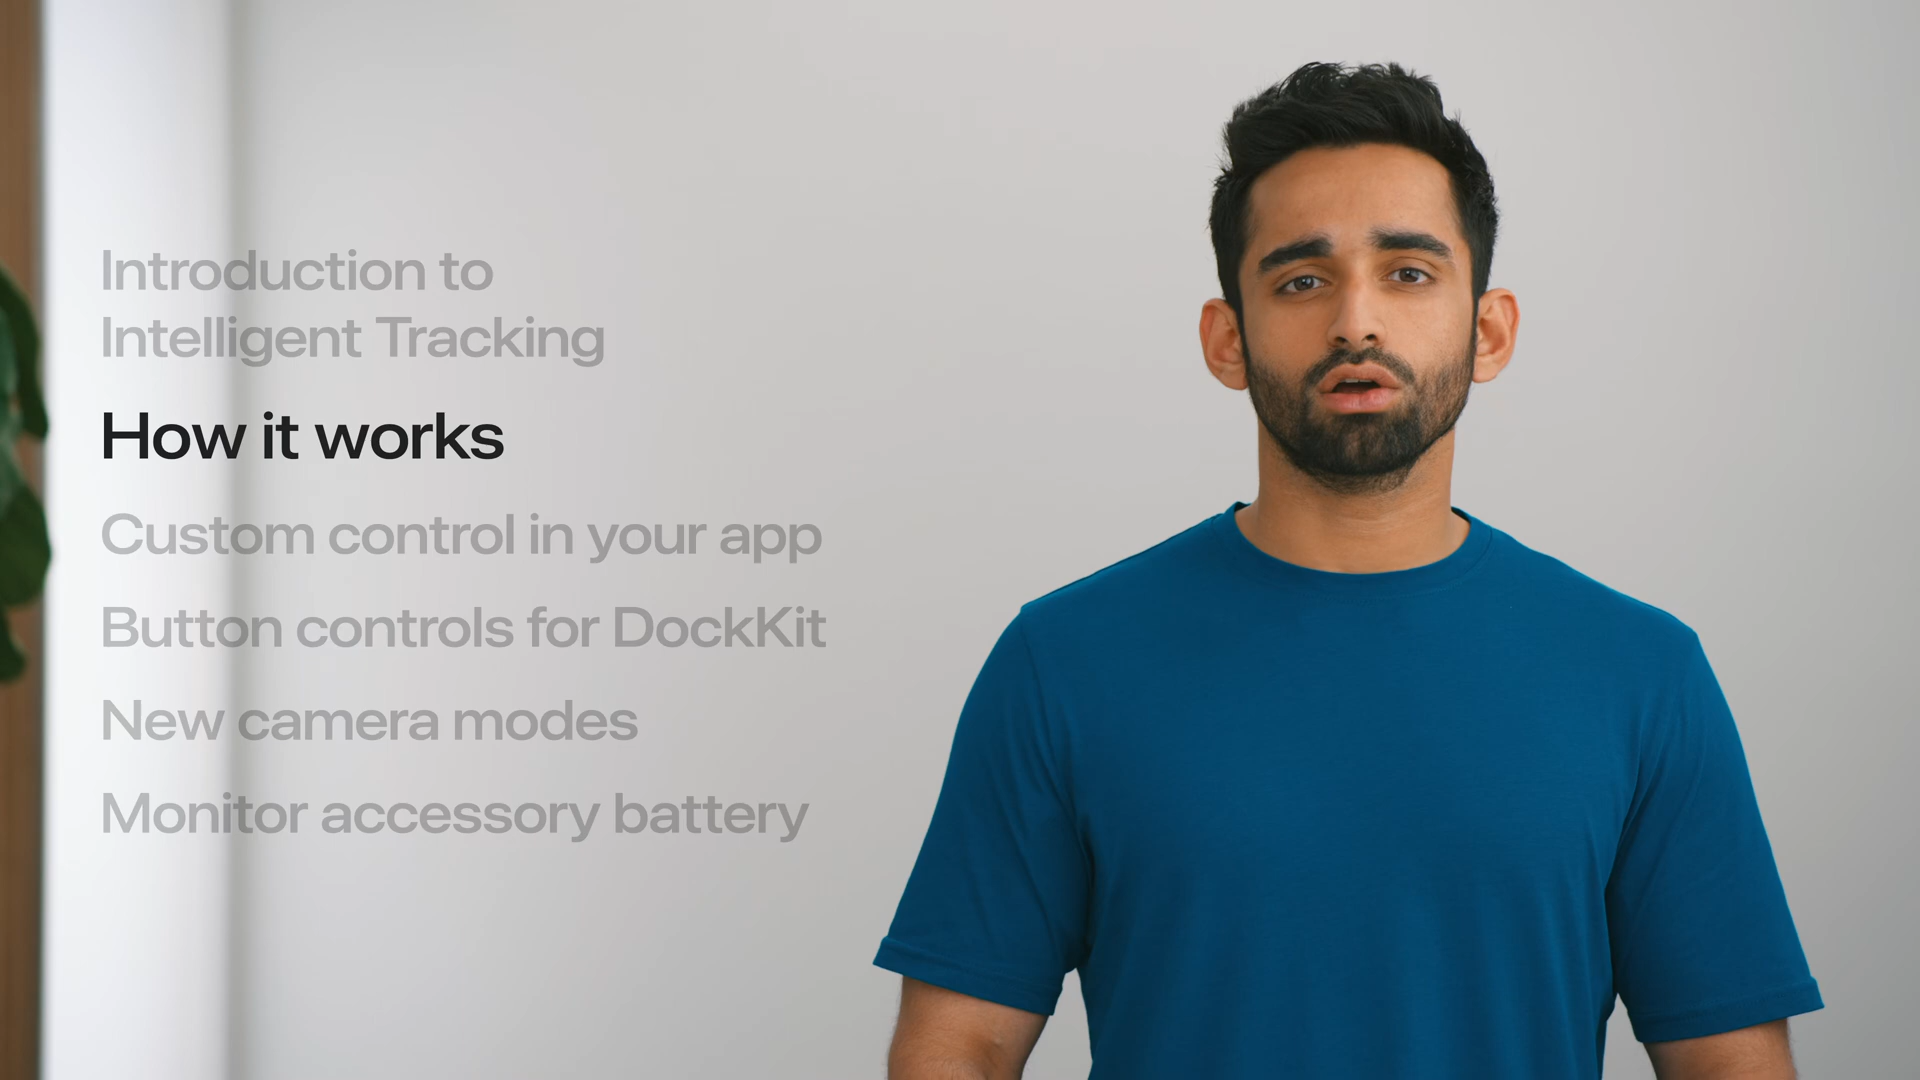 Introduction to
Intelligent Tracking
How it works
Custom control in your app
Button controls for DockKit
New camera modes
Monitor accessory battery